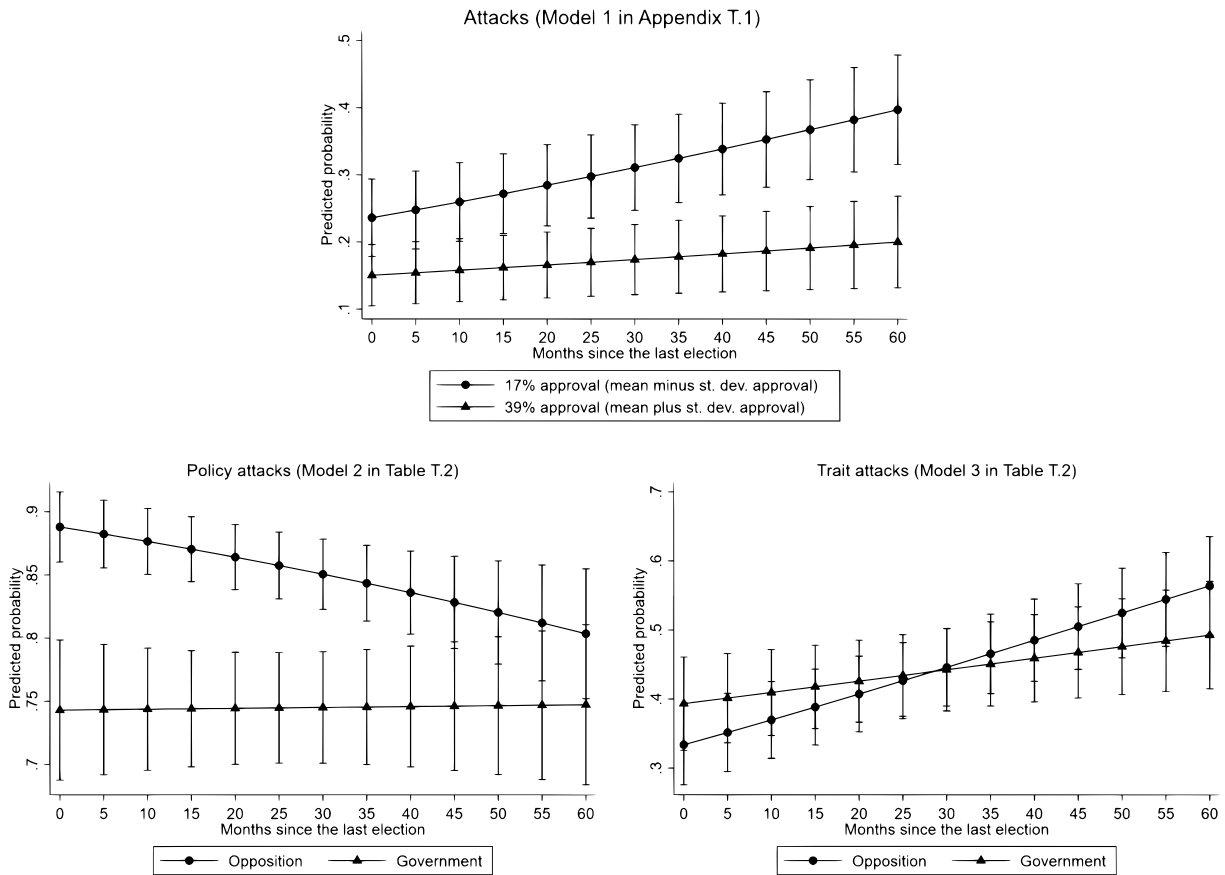 Attacks (Model 1 in Appendix T.1)
Predicted probability
.5
.4
.3
.2
.1
0 5 10 15 20 25 30 35 40 45 50 55 60
Months since the last election
17% approval (mean minus st. dev. approval)
39% approval (mean plus st. dev. approval)
Policy attacks (Model 2 in Table T.2)
Predicted probability
.9
.85
.8
.75
.7
0 5 10 15 20 25 30 35 40 45 50 55 60
Months since the last election
Opposition Government
Trait attacks (Model 3 in Table T.2)
Predicted probability
.7
.6
.5
.4
.3
0 5 10 15 20 25 30 35 40 45 50 55 60
Months since the last election
Opposition Government